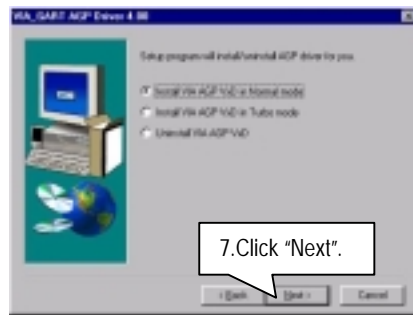 VIA_GART AGP Driver 4.00
Setup program will install/uninstall AGP driver for you.
Install VIA AGP VxD in Normal mode
Install VIA AGP VxD in Turbo mode
Uninstall VIA AGP VxD
7.Click “Next”.
< Back
Next >
Cancel